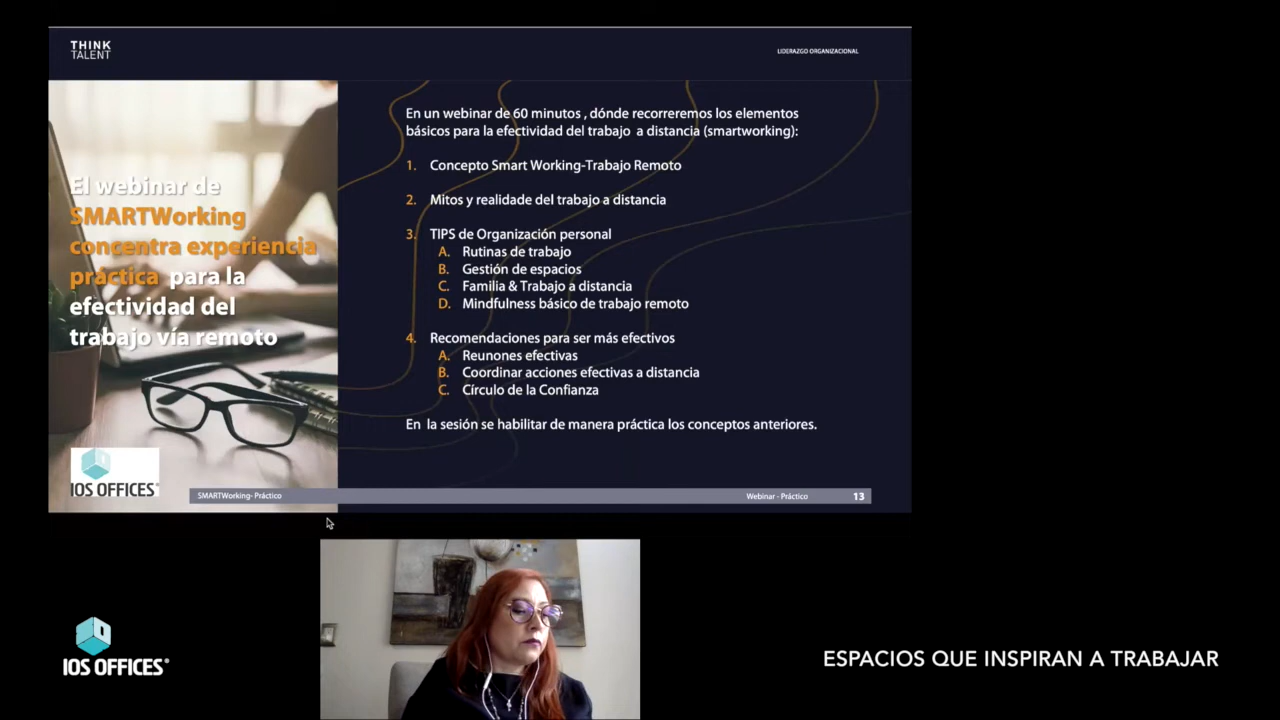 THINK
TALENT
LIDERAZGO ORGANIZACIONAL
El webinar de
SMARTWorking
concentra experiencia
práctica para la
efectividad del
trabajo vía remoto
IOS OFFICES®
En un webinar de 60 minutos , dónde recorreremos los elementos
básicos para la efectividad del trabajo a distancia (smartworking):
1. Concepto Smart Working-Trabajo Remoto
2. Mitos y realidade del trabajo a distancia
3. TIPS de Organización personal
A. Rutinas de trabajo
B. Gestión de espacios
C. Familia & Trabajo a distancia
D. Mindfulness básico de trabajo remoto
4. Recomendaciones para ser más efectivos
A. Reunones efectivas
B. Coordinar acciones efectivas a distancia
C. Círculo de la Confianza
En la sesión se habilitar de manera práctica los conceptos anteriores.
SMARTWorking- Práctico
Webinar - Práctico 13
IOS OFFICES®
ESPACIOS QUE INSPIRAN A TRABAJAR